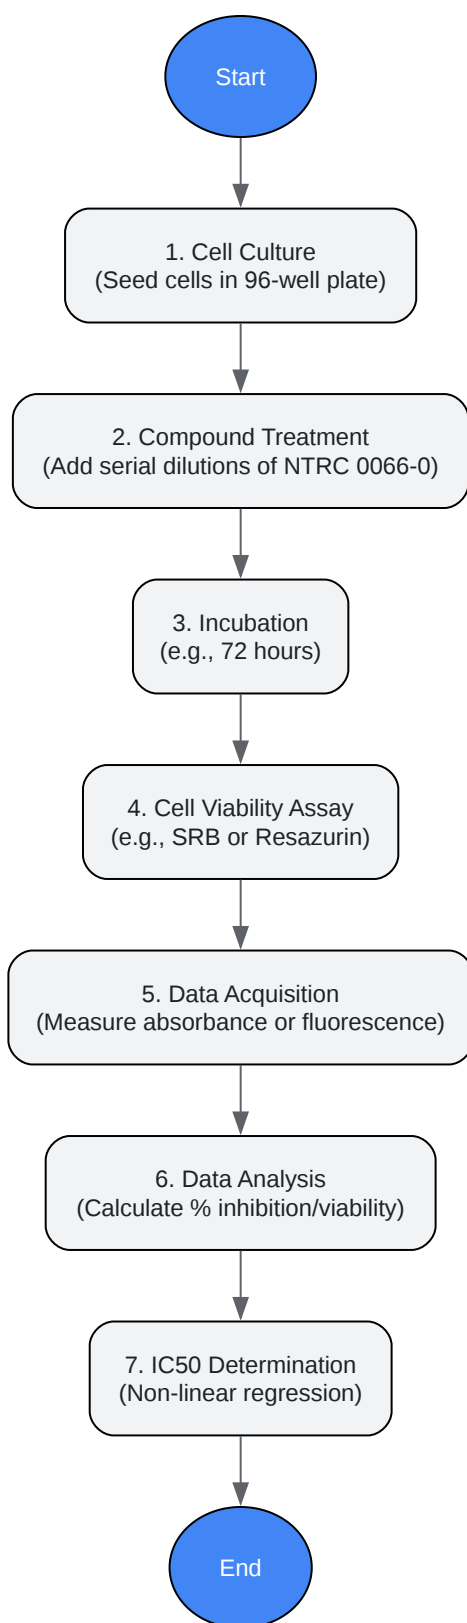 Start
1. Cell Culture
(Seed cells in 96-well plate)
2. Compound Treatment
(Add serial dilutions of NTRC 0066-0)
3. Incubation
(e.g., 72 hours)
4. Cell Viability Assay
(e.g., SRB or Resazurin)
5. Data Acquisition
(Measure absorbance or fluorescence)
6. Data Analysis
(Calculate % inhibition/viability)
7. IC50 Determination
(Non-linear regression)
End